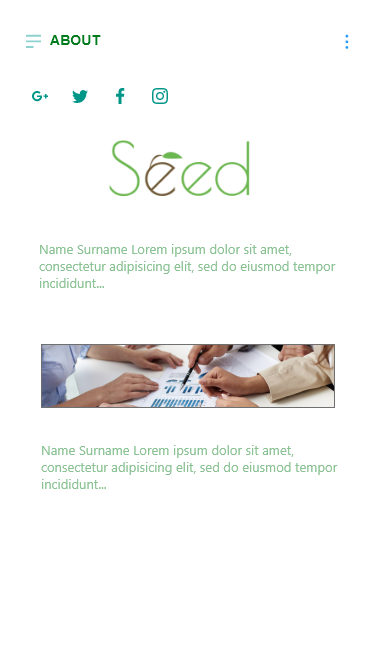 ABOUT
Seed
Name Surname Lorem ipsum dolor sit amet,
consectetur adipisicing elit, sed do eiusmod tempor
incididunt...
Name Surname Lorem ipsum dolor sit amet,
consectetur adipisicing elit, sed do eiusmod tempor
incididunt...